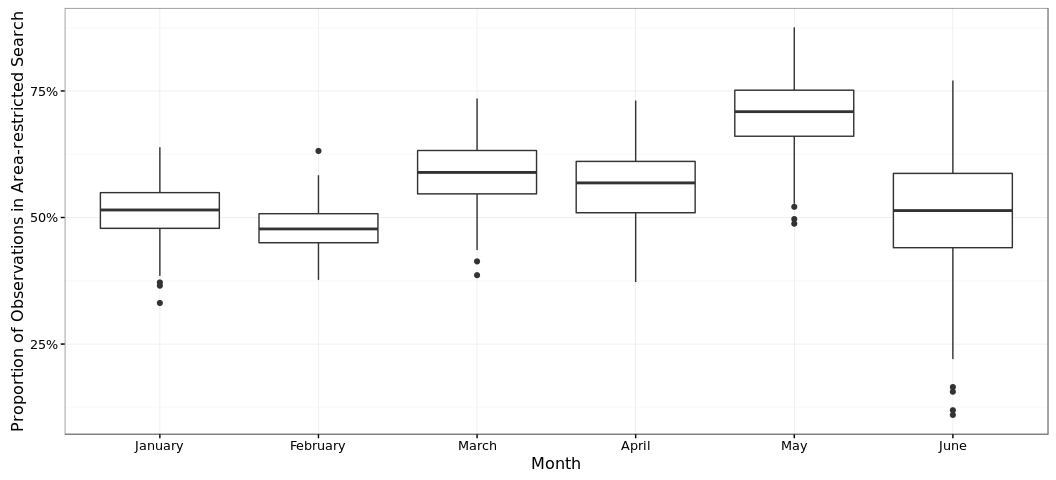 Proportion of Observations in Area-restricted Search
75%
50%
25%
January February March April May June
Month